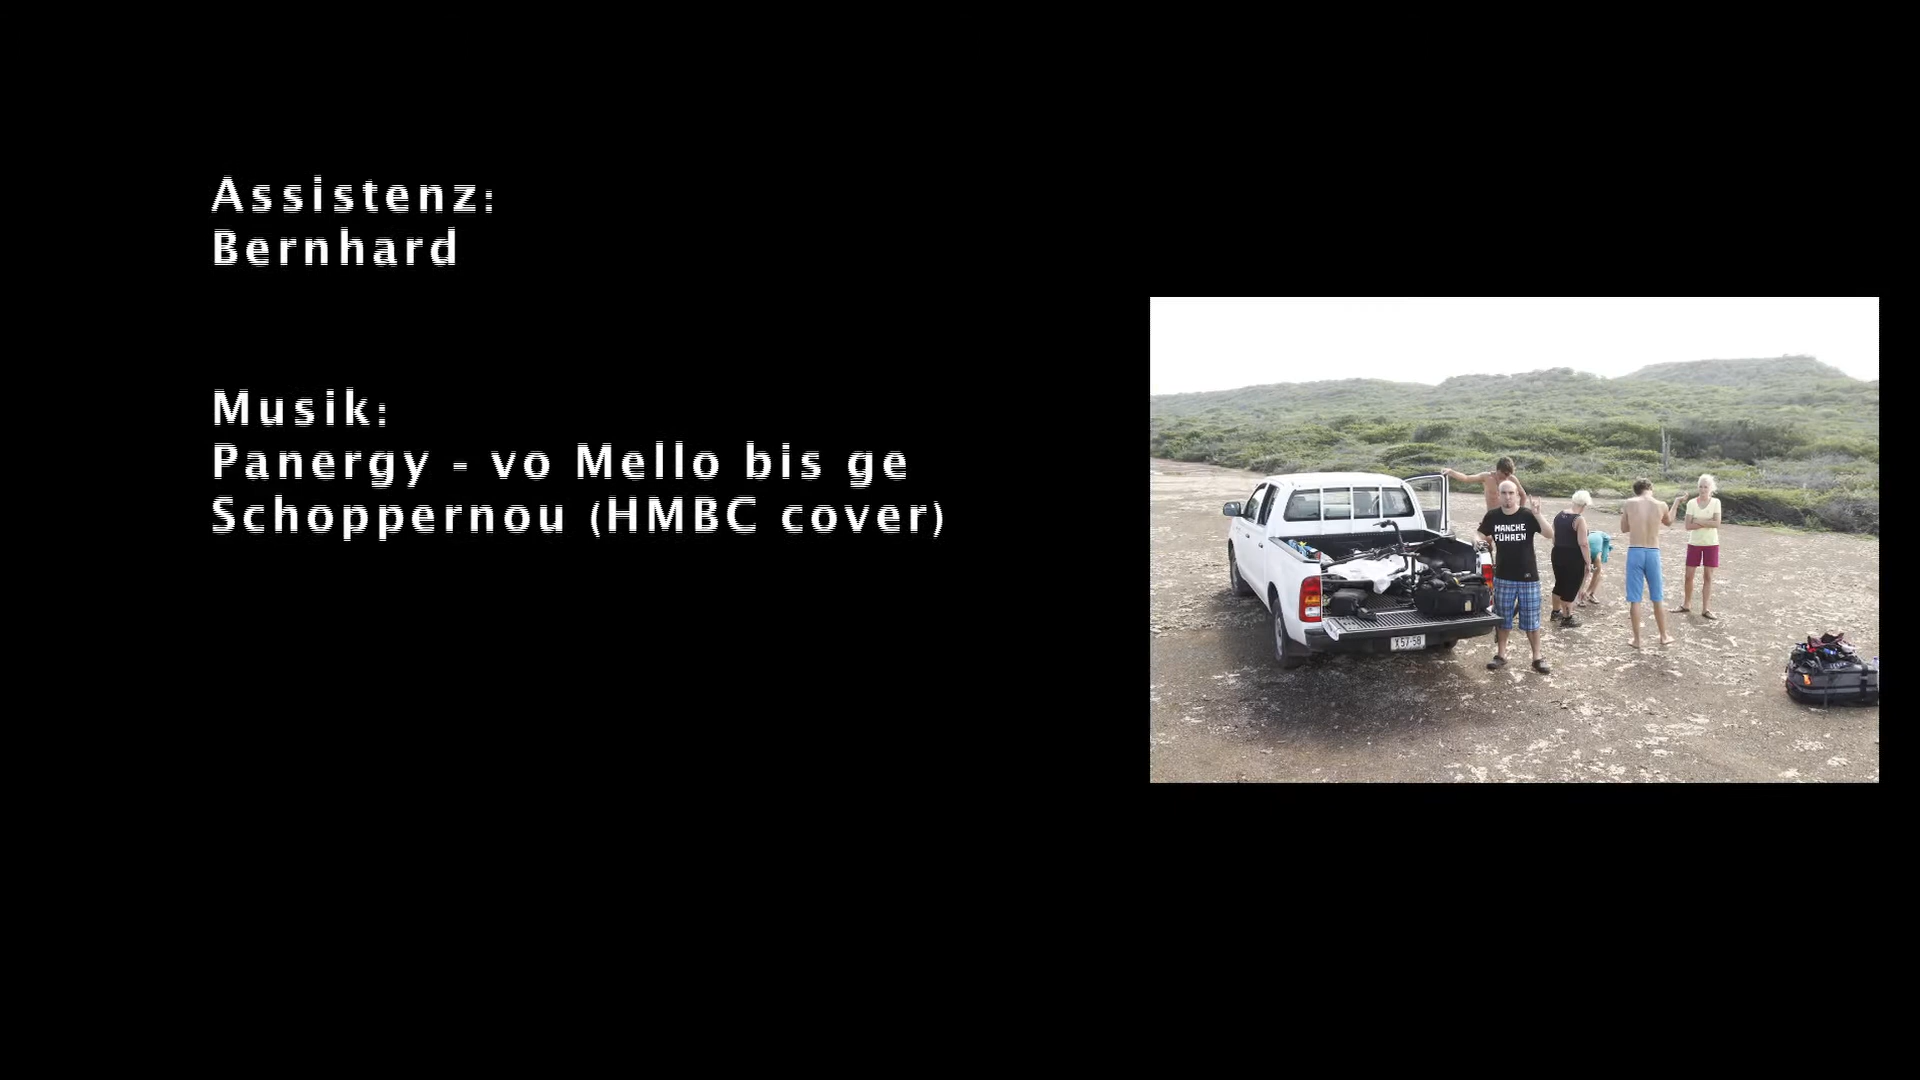 Assistenz:
Bernhard
Musik:
Panergy - vo Mello bis ge
Schoppernou (HMBC cover)
MANCHE
FÜHREN